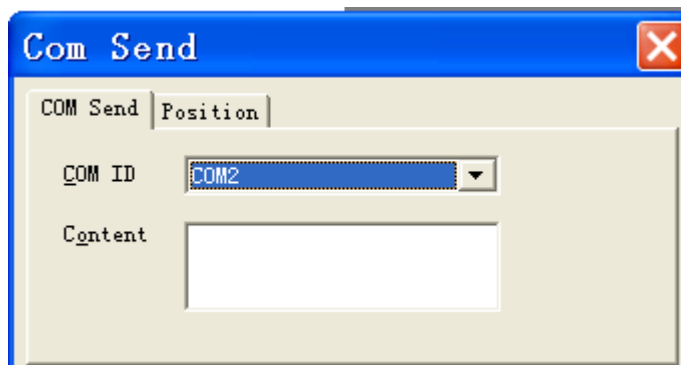 Com Send
COM Send Position
COM ID COM2
Content